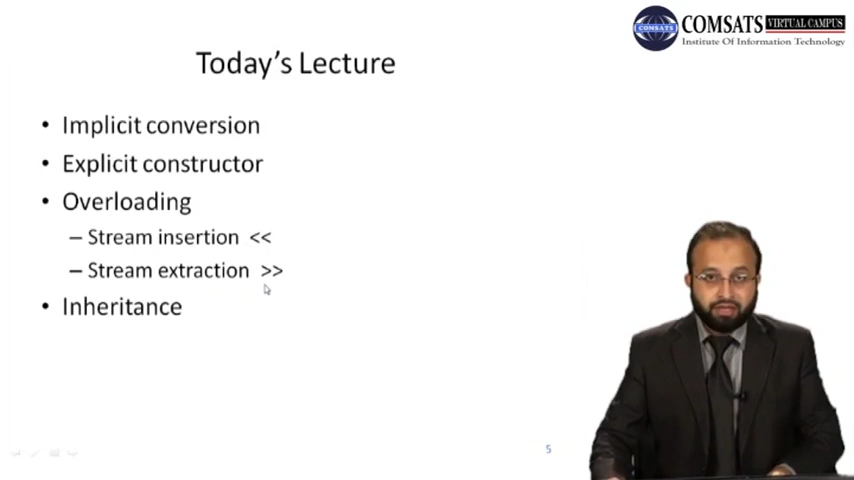 COMSATS VIRTUAL CAMPUS
COMSATS
Institute Of Information Technology
Today's Lecture
• Implicit conversion
• Explicit constructor
• Overloading
– Stream insertion <<
– Stream extraction >>
• Inheritance
5